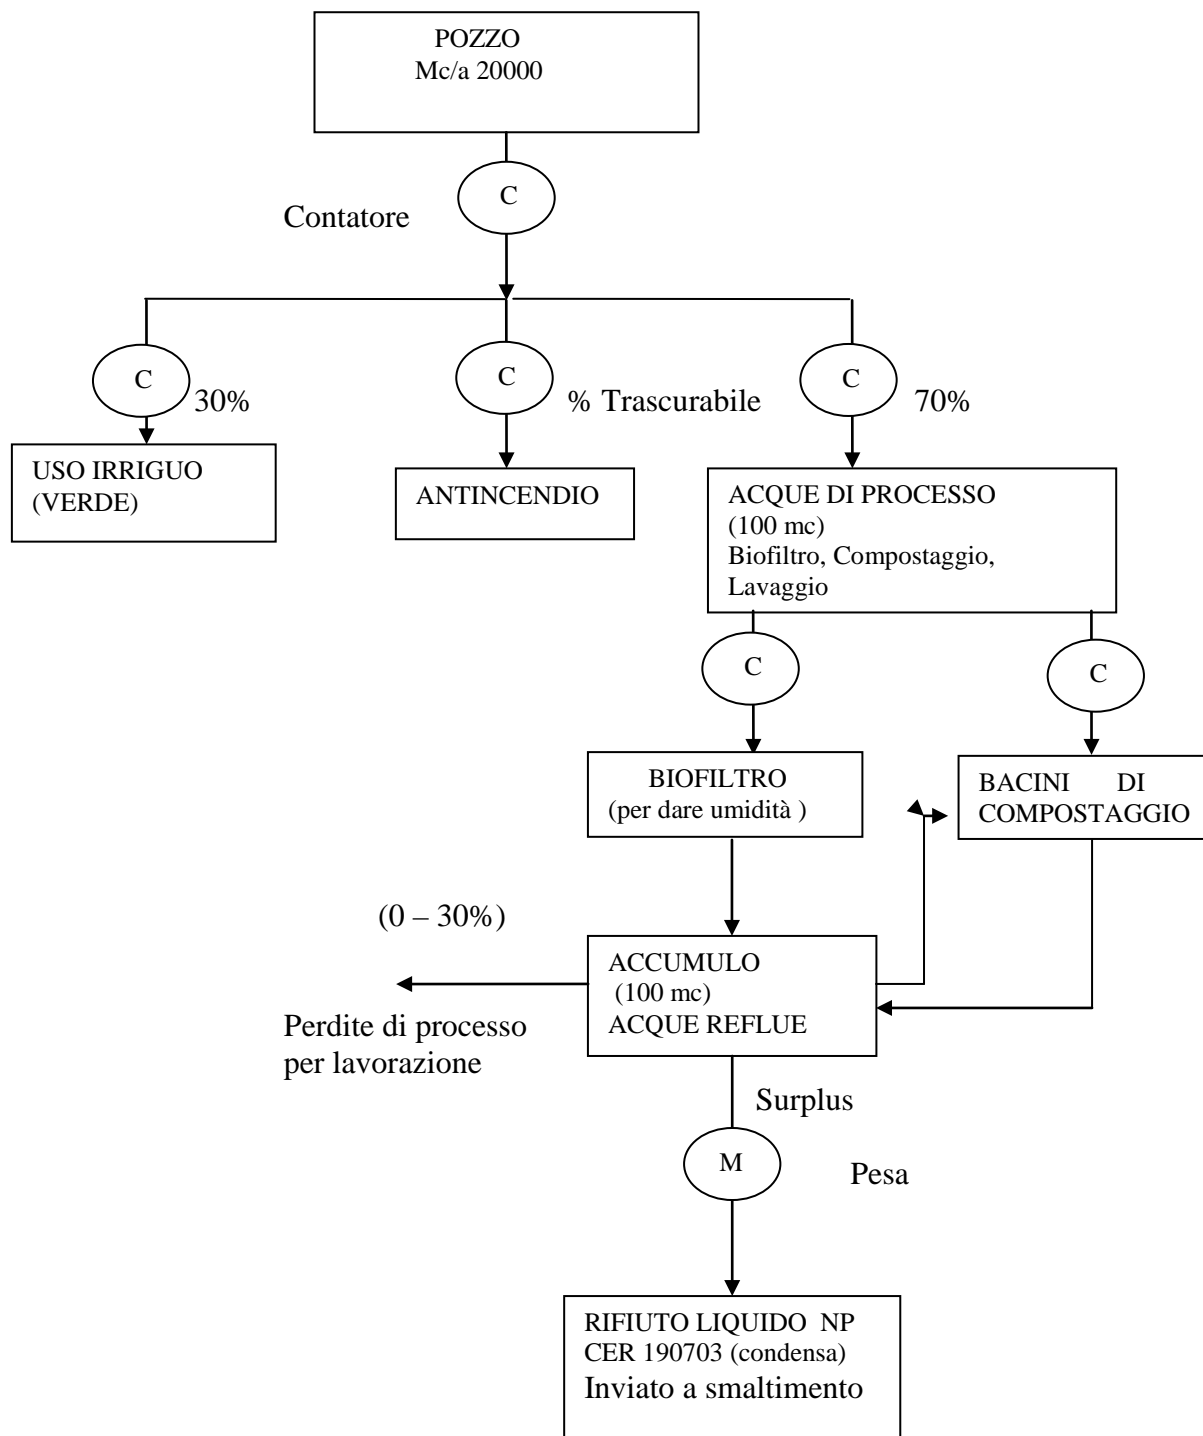 POZZO
Mc/a 20000
C
Contatore
C
30%
C
% Trascurabile
C
70%
USO IRRIGUO
(VERDE)
ANTINCENDIO
ACQUE DI PROCESSO
(100 mc)
Biofiltro, Compostaggio,
Lavaggio
C
C
BIOFILTRO
(per dare umidità )
BACINI DI
COMPOSTAGGIO
(0 – 30%)
ACCUMULO
(100 mc)
ACQUE REFLUE
Perdite di processo
per lavorazione
Surplus
M
Pesa
RIFIUTO LIQUIDO NP
CER 190703 (condensa)
Inviato a smaltimento